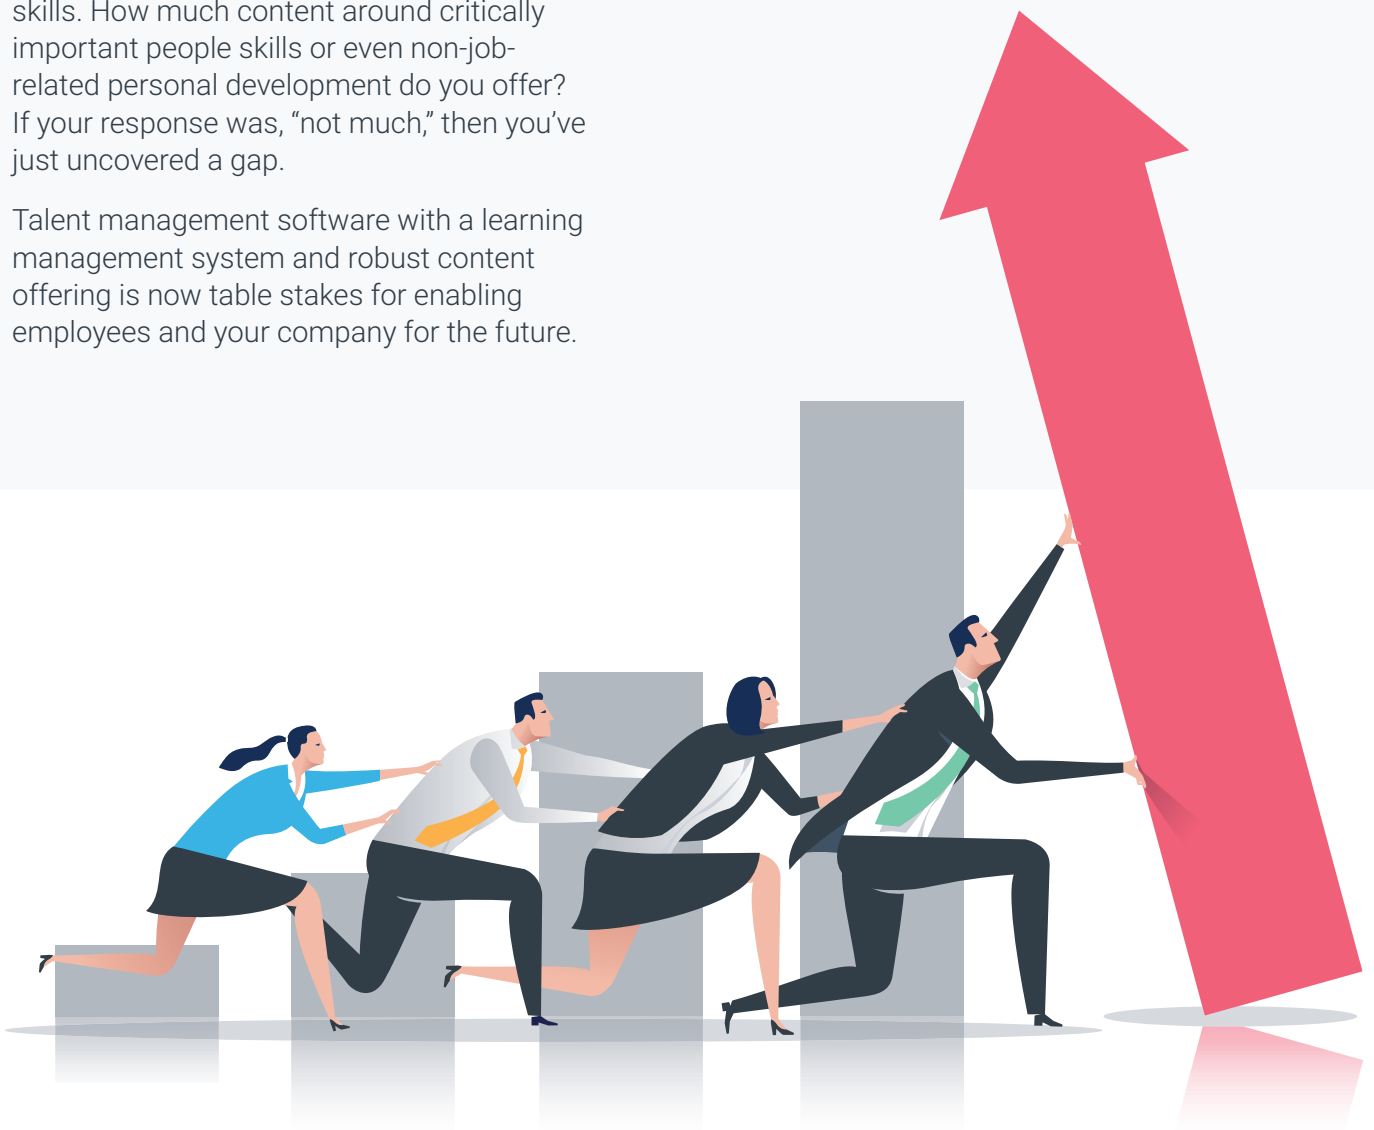 skills. How much content around critically
important people skills or even non-job-
related personal development do you offer?
If your response was, “not much,” then you’ve
just uncovered a gap.
Talent management software with a learning
management system and robust content
offering is now table stakes for enabling
employees and your company for the future.